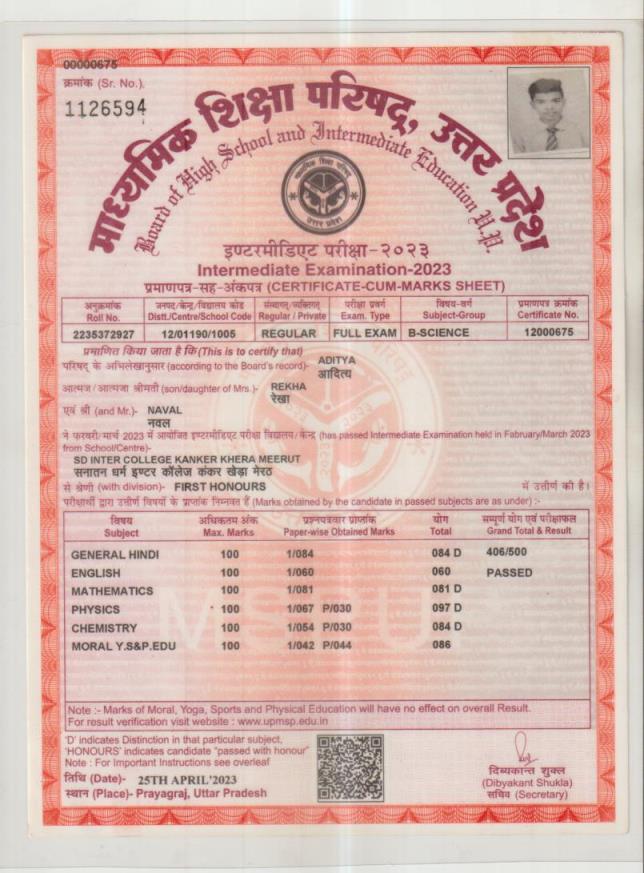 00000675
क्रमांक (Sr. No.).
1126594
माध्यमिक शिक्षा परिषद्, उत्तर प्रदेश
Board of High School and Intermediate Education U.P.
माध्यमिक शिक्षा परिषद
उत्तर प्रदेश
इण्टरमीडिएट परीक्षा-२०२३
Intermediate Examination-2023
प्रमाणपत्र-सह-अंकपत्र (CERTIFICATE-CUM-MARKS SHEET)
अनुक्रमांक जनपद/केन्द्र/विद्यालय कोड संस्थागत/व्यक्तिगत परीक्षा प्रवर्ग विषय-वर्ग प्रमाणपत्र क्रमांक
Roll No. Distt./Centre/School Code Regular / Private Exam. Type Subject-Group Certificate No.
2235372927 12/01190/1005 REGULAR FULL EXAM B-SCIENCE 12000675
प्रमाणित किया जाता है कि (This is to certify that)
परिषद् के अभिलेखानुसार (according to the Board's record)- ADITYA
आदित्य
आत्मज/आत्मजा श्रीमती (son/daughter of Mrs.)- REKHA
रेखा
एवं श्री (and Mr.)- NAVAL
नवल
ने फरवरी/मार्च 2023 में आयोजित इण्टरमीडिएट परीक्षा विद्यालय/केन्द्र (has passed Intermediate Examination held in Fabruary/March 2023
from School/Centre)-
SD INTER COLLEGE KANKER KHERA MEERUT
सनातन धर्म इण्टर कॉलेज कंकर खेड़ा मेरठ
से श्रेणी (with division)- FIRST HONOURS में उत्तीर्ण की है।
परीक्षार्थी द्वारा उत्तीर्ण विषयों के प्राप्तांक निम्नवत हैं (Marks obtained by the candidate in passed subjects are as under) :-
विषय अधिकतम अंक प्रश्नपत्रवार प्राप्तांक योग सम्पूर्ण योग एवं परीक्षाफल
Subject Max. Marks Paper-wise Obtained Marks Total Grand Total & Result
GENERAL HINDI 100 1/084 084 D 406/500
ENGLISH 100 1/060 060 PASSED
MATHEMATICS 100 1/081 081 D
PHYSICS 100 1/067 P/030 097 D
CHEMISTRY 100 1/054 P/030 084 D
MORAL Y.S&P.EDU 100 1/042 P/044 086
Note :- Marks of Moral, Yoga, Sports and Physical Education will have no effect on overall Result.
For result verification visit website : www.upmsp.edu.in
'D' indicates Distinction in that particular subject,
'HONOURS' indicates candidate "passed with honour"
Note : For Important Instructions see overleaf
तिथि (Date)- 25TH APRIL'2023
स्थान (Place)- Prayagraj, Uttar Pradesh
दिब्यकान्त शुक्ल
(Dibyakant Shukla)
सचिव (Secretary)